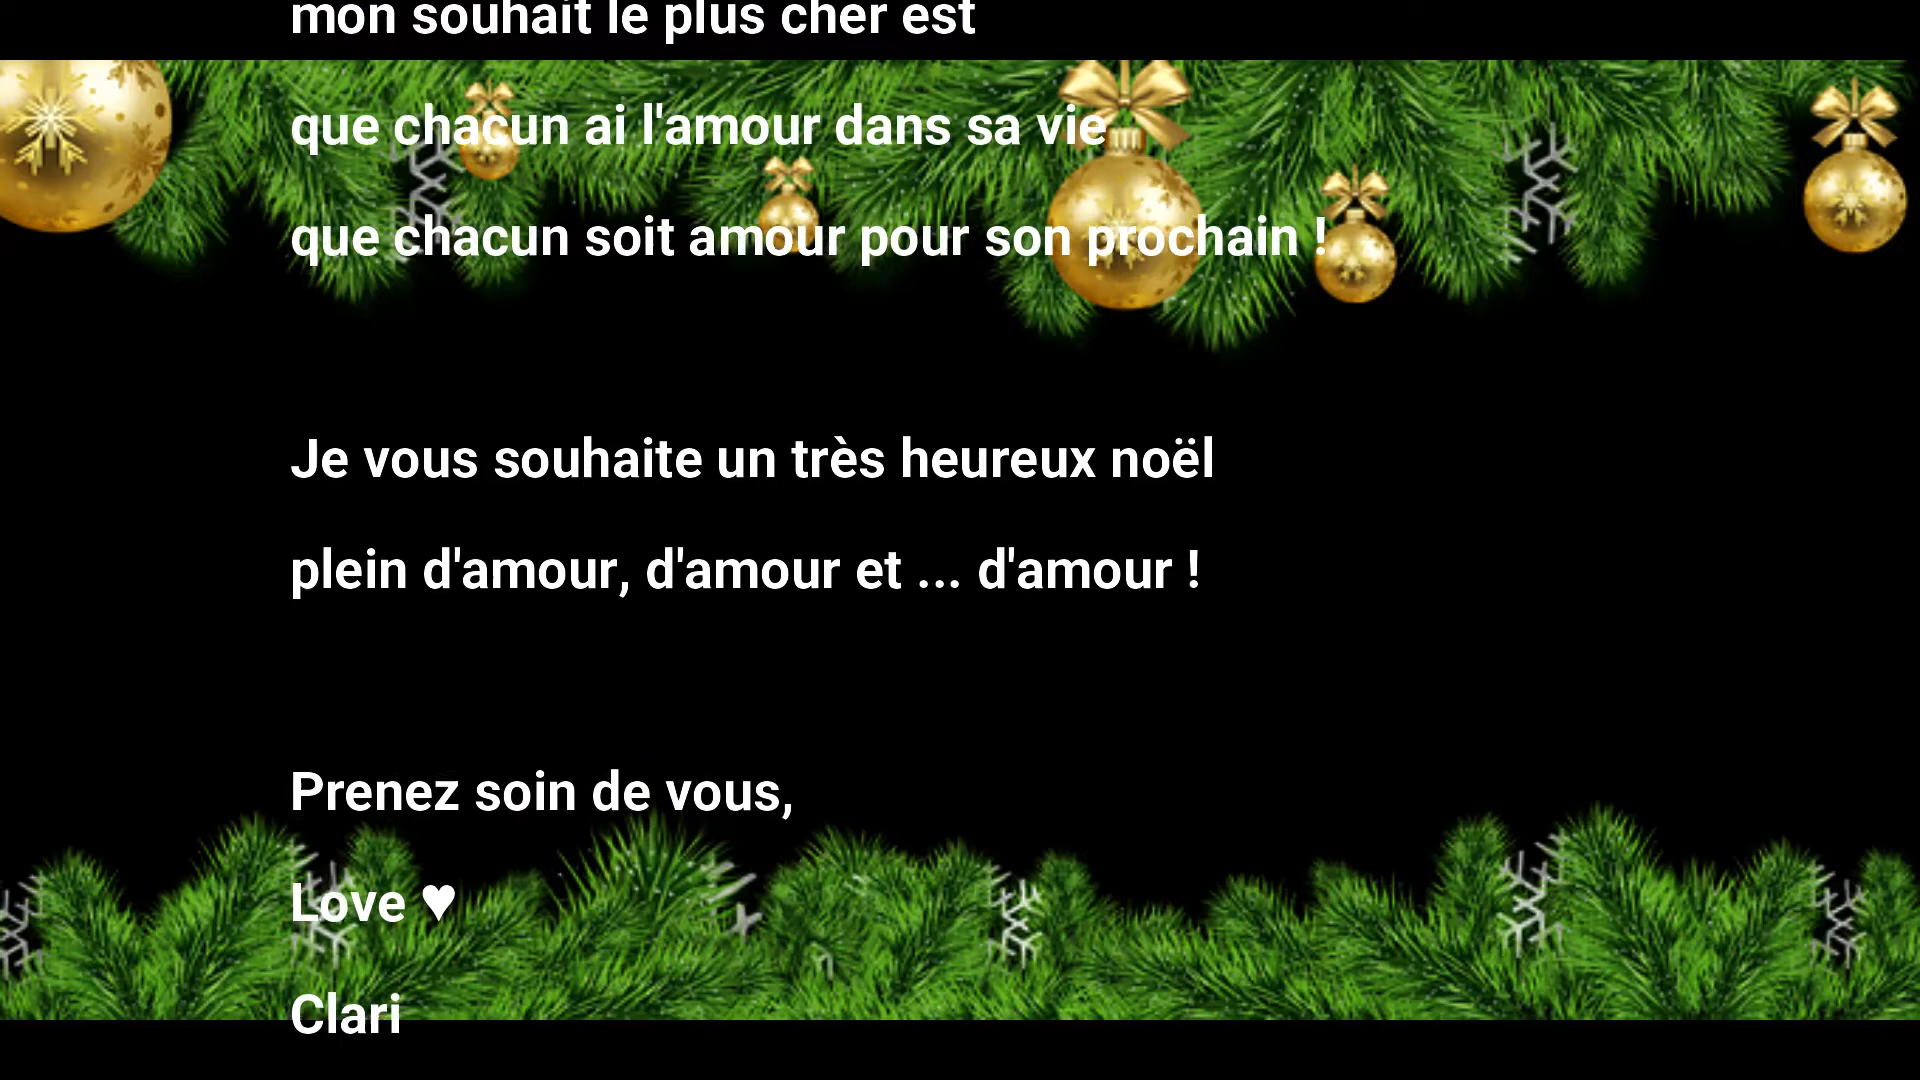 mon souhait le plus cher est
que chacun ai l'amour dans sa vie
que chacun soit amour pour son prochain !
Je vous souhaite un très heureux noël
plein d'amour, d'amour et ... d'amour !
Prenez soin de vous,
Love ♥
Clari